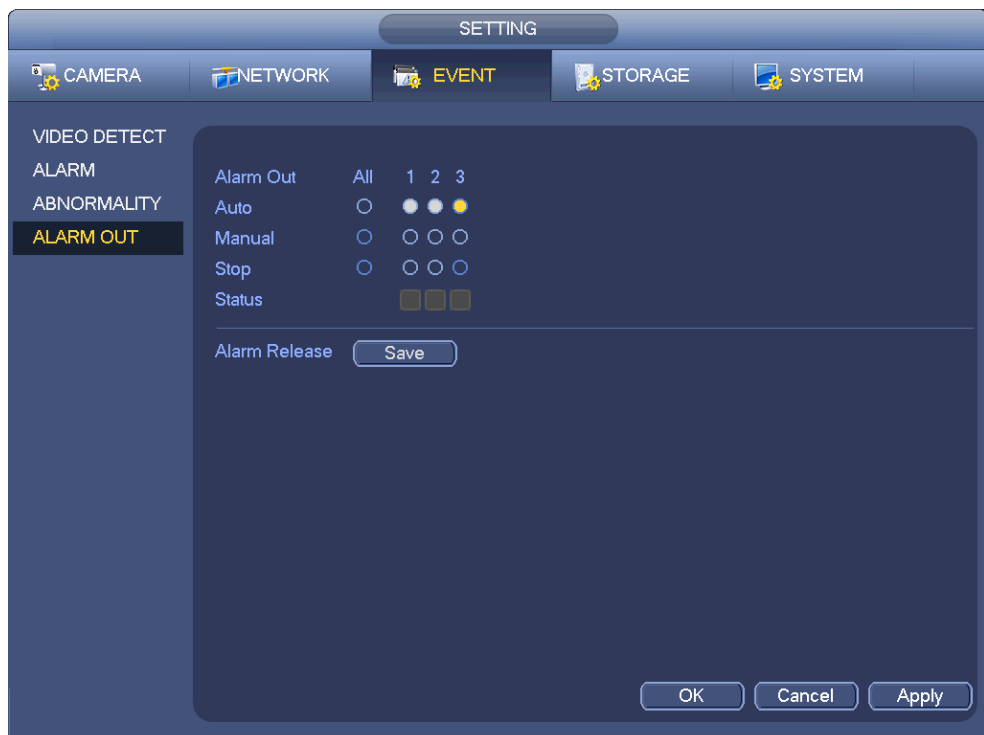 SETTING
CAMERA NETWORK EVENT STORAGE SYSTEM
VIDEO DETECT
ALARM
ABNORMALITY
ALARM OUT
Alarm Out All 1 2 3
Auto
Manual
Stop
Status
Alarm Release Save
OK Cancel Apply